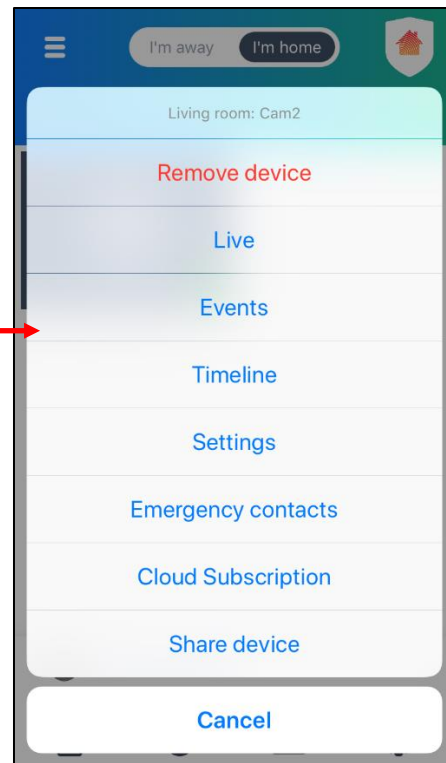 I'm away I'm home
Living room: Cam2
Remove device
Live
Events
Timeline
Settings
Emergency contacts
Cloud Subscription
Share device
Cancel